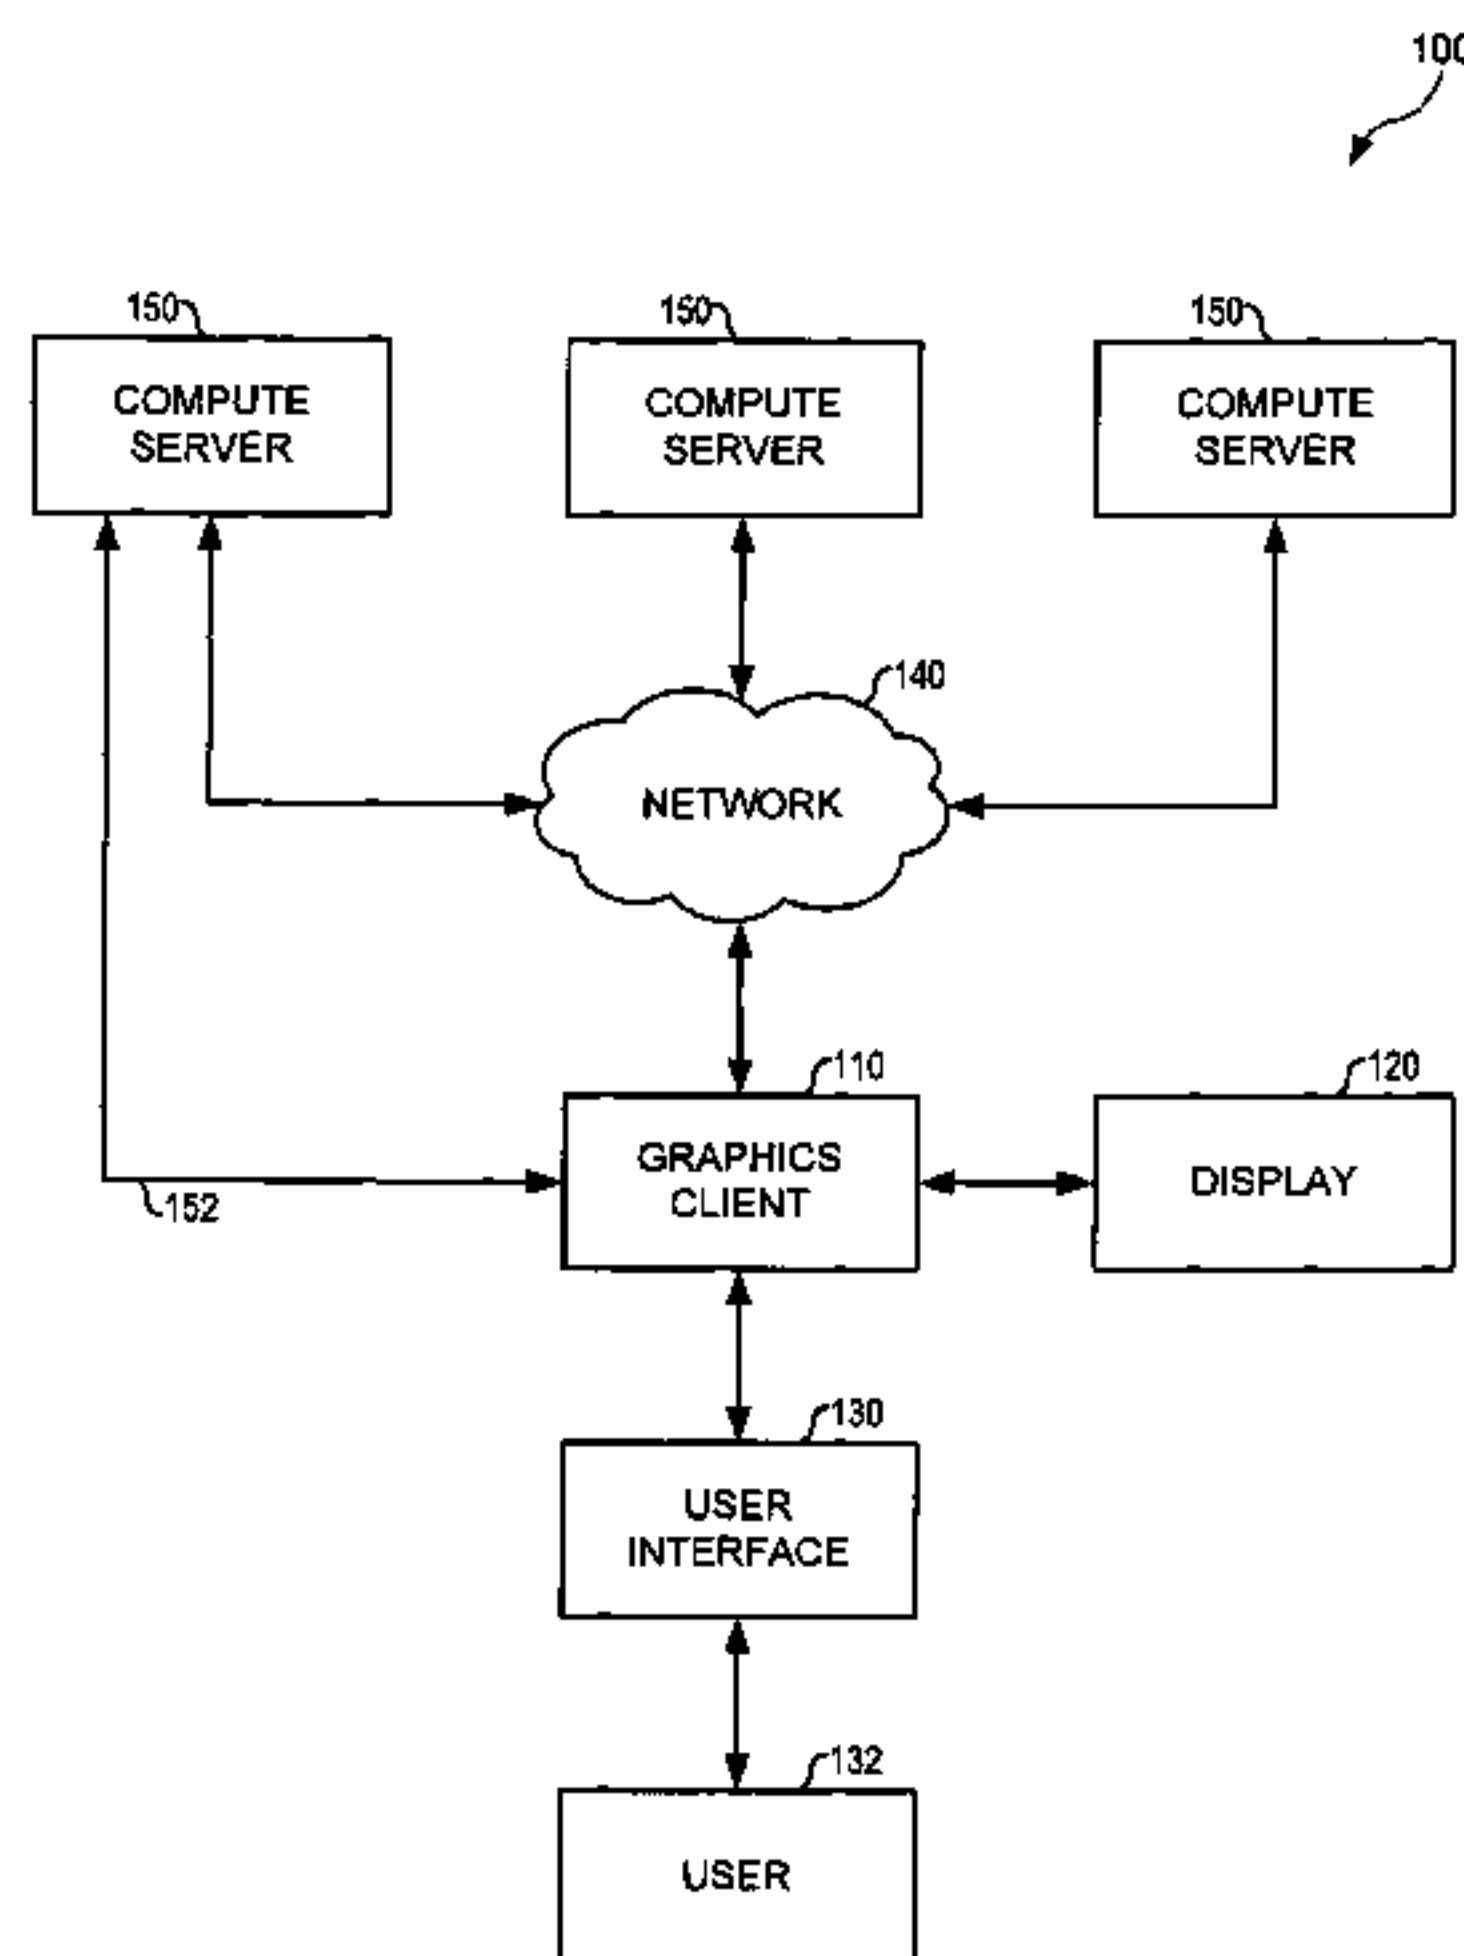 100
150
150
150
COMPUTE
SERVER
COMPUTE
SERVER
COMPUTE
SERVER
140
NETWORK
110
120
GRAPHICS
CLIENT
DISPLAY
152
130
USER
INTERFACE
132
USER